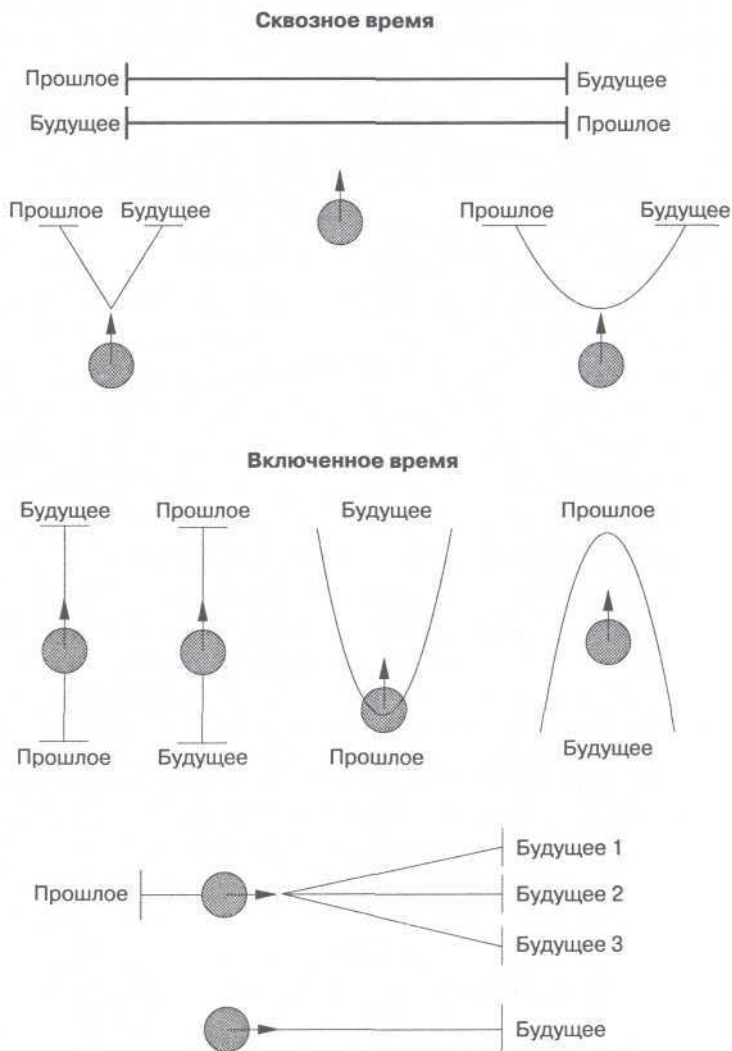 Сквозное время
Прошлое Будущее
Будущее Прошлое
Прошлое Будущее Прошлое Будущее
Включенное время
Будущее Прошлое Будущее Прошлое
Прошлое Будущее Прошлое Будущее
Будущее 1
Прошлое Будущее 2
Будущее 3
Будущее